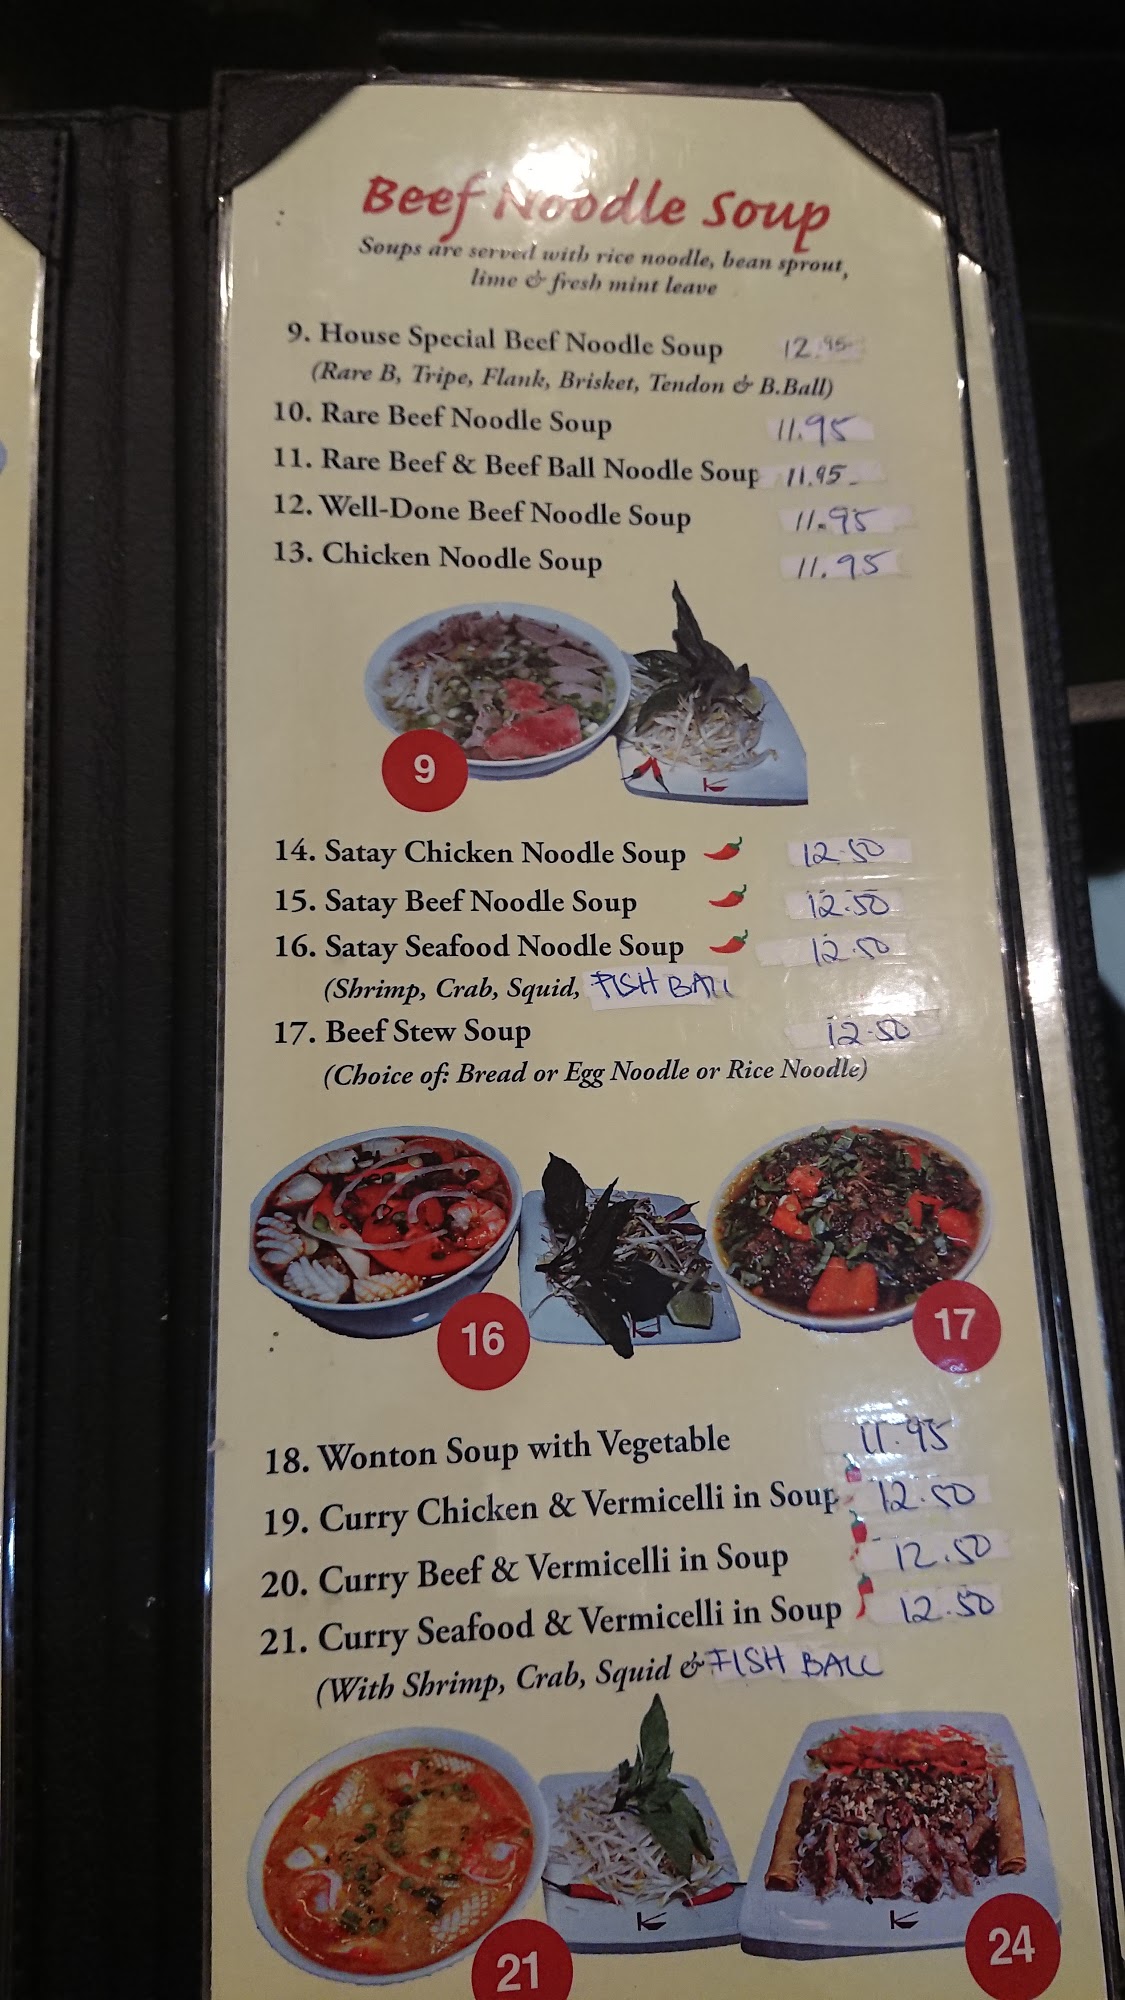 Beef Noodle Soup
Soups are served with rice noodle, bean sprout,
lime & fresh mint leave
9. House Special Beef Noodle Soup 12.95
(Rare B, Tripe, Flank, Brisket, Tendon & B.Ball)
10. Rare Beef Noodle Soup 11.95
11. Rare Beef & Beef Ball Noodle Soup 11.95
12. Well-Done Beef Noodle Soup 11.95
13. Chicken Noodle Soup 11.95
9
14. Satay Chicken Noodle Soup 12.50
15. Satay Beef Noodle Soup 12.50
16. Satay Seafood Noodle Soup 12.50
(Shrimp, Crab, Squid, FISH BALL
17. Beef Stew Soup 12.50
(Choice of: Bread or Egg Noodle or Rice Noodle)
16
17
18. Wonton Soup with Vegetable 11.95
19. Curry Chicken & Vermicelli in Soup 12.50
20. Curry Beef & Vermicelli in Soup 12.50
21. Curry Seafood & Vermicelli in Soup 12.50
(With Shrimp, Crab, Squid & FISH BALL
21
24